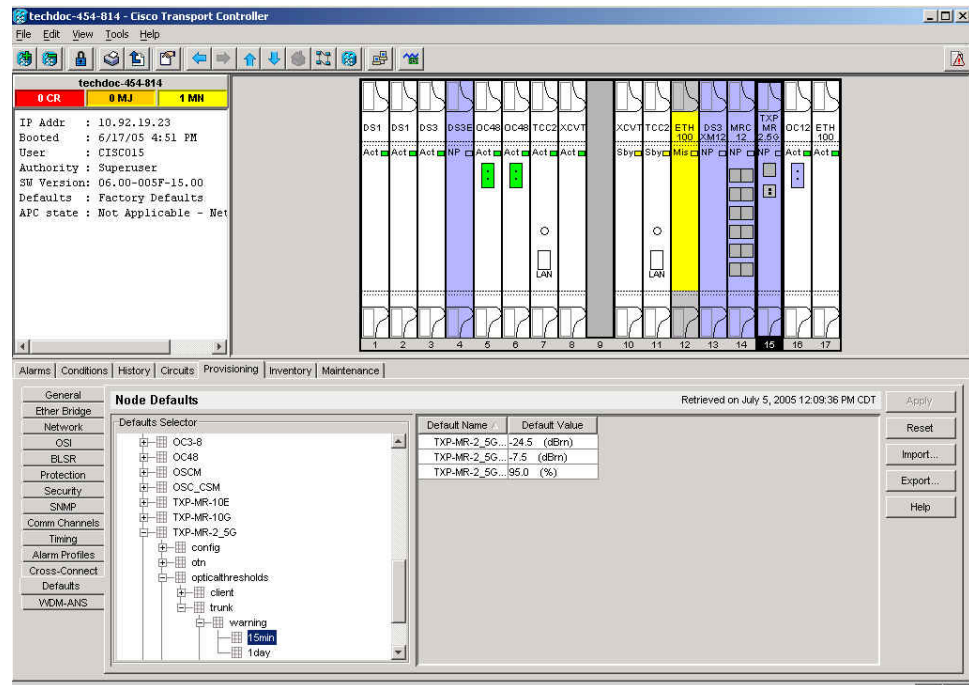 techdoc-454-814 - Cisco Transport Controller
File Edit View Tools Help
techdoc-454-814
0 CR 0 MJ 1 MN
IP Addr : 10.92.19.23
Booted : 6/17/05 4:51 PM
User : CISCO15
Authority : Superuser
SW Version: 06.00-005F-15.00
Defaults : Factory Defaults
APC state : Not Applicable - Net
DS1 DS1 DS3 DS3E OC48 OC48 TCC2 XCVT XCVT TCC2 ETH 100 DS3 XM12 MRC 12 TXP MR 2.5G OC12 ETH 100
Act Act Act NP Act Act Act Act Sby Sby Mis NP NP NP Act Act
LAN LAN
1 2 3 4 5 6 7 8 9 10 11 12 13 14 15 16 17
Alarms Conditions History Circuits Provisioning Inventory Maintenance
General
Ether Bridge
Network
OSI
BLSR
Protection
Security
SNMP
Comm Channels
Timing
Alarm Profiles
Cross-Connect
Defaults
WDM-ANS
Node Defaults
Retrieved on July 5, 2005 12:09:36 PM CDT
Defaults Selector
OC3-8
OC48
OSCM
OSC_CSM
TXP-MR-10E
TXP-MR-10G
TXP-MR-2_5G
config
otn
opticalthresholds
client
trunk
warning
15min
1day
Default Name Default Value
TXP-MR-2_5G... -24.5 (dBm)
TXP-MR-2_5G... -7.5 (dBm)
TXP-MR-2_5G... 95.0 (%)
Apply
Reset
Import...
Export...
Help